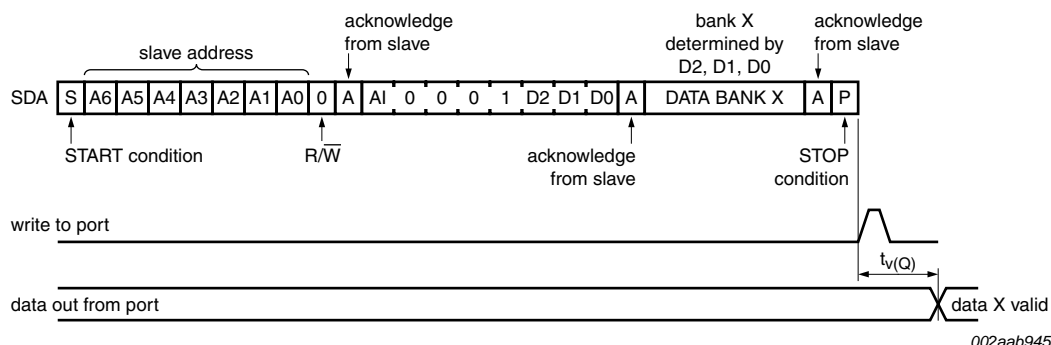 acknowledge
from slave
bank X
determined by
D2, D1, D0
acknowledge
from slave
slave address
SDA S A6 A5 A4 A3 A2 A1 A0 0 A AI 0 0 0 1 D2 D1 D0 A DATA BANK X A P
START condition
R/W̅
acknowledge
from slave
STOP
condition
write to port
tv(Q)
data out from port
data X valid
002aab945